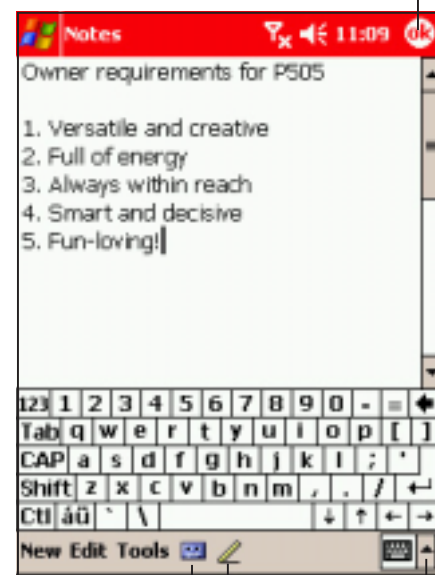 Notes 11:09 ok
Owner requirements for P505
1. Versatile and creative
2. Full of energy
3. Always within reach
4. Smart and decisive
5. Fun-loving!
123 1 2 3 4 5 6 7 8 9 0 - =
Tab q w e r t y u i o p [ ]
CAP a s d f g h j k l ; '
Shift z x c v b n m , . /
Ctl áü ` \
New Edit Tools